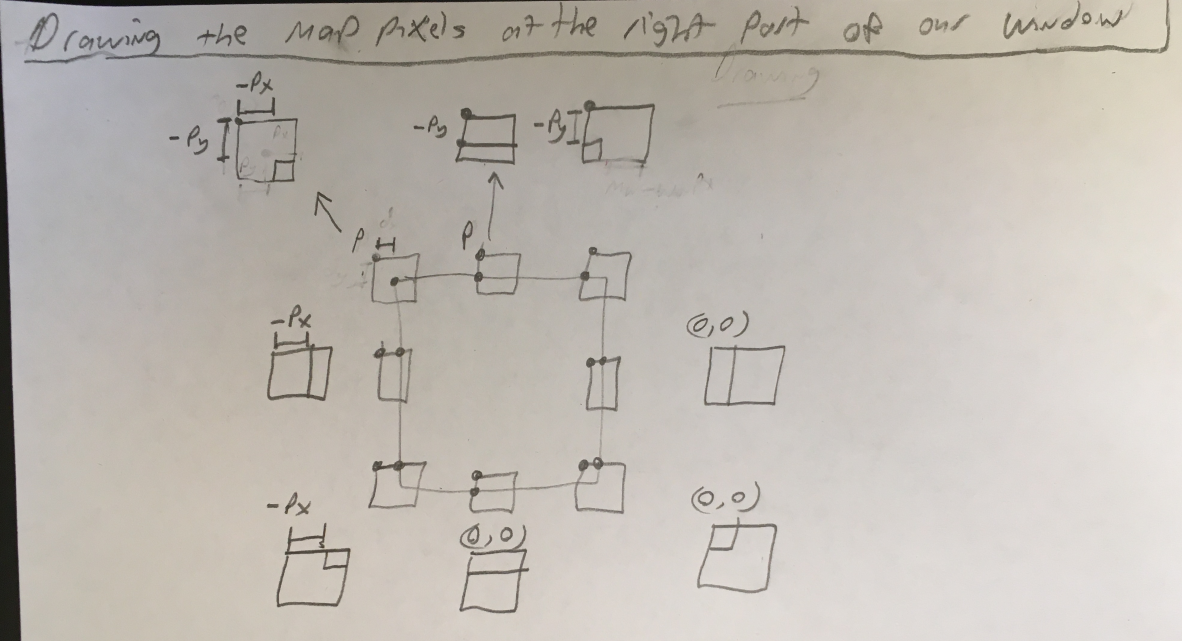 Drawing the map pixels at the right part of our window
Drawing
-Px
-Py
-Py
-Py
P
P
-Px
(0,0)
-Px
(0,0)
(0,0)